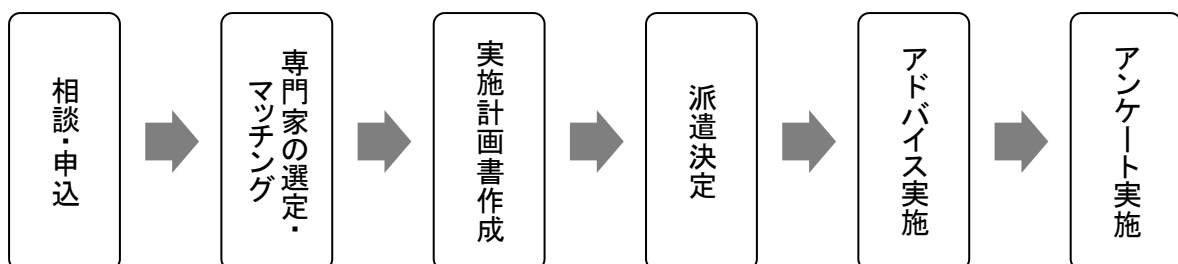 相談・申込
専門家の選定・
マッチング
実施計画書作成
派遣決定
アドバイス実施
アンケート実施